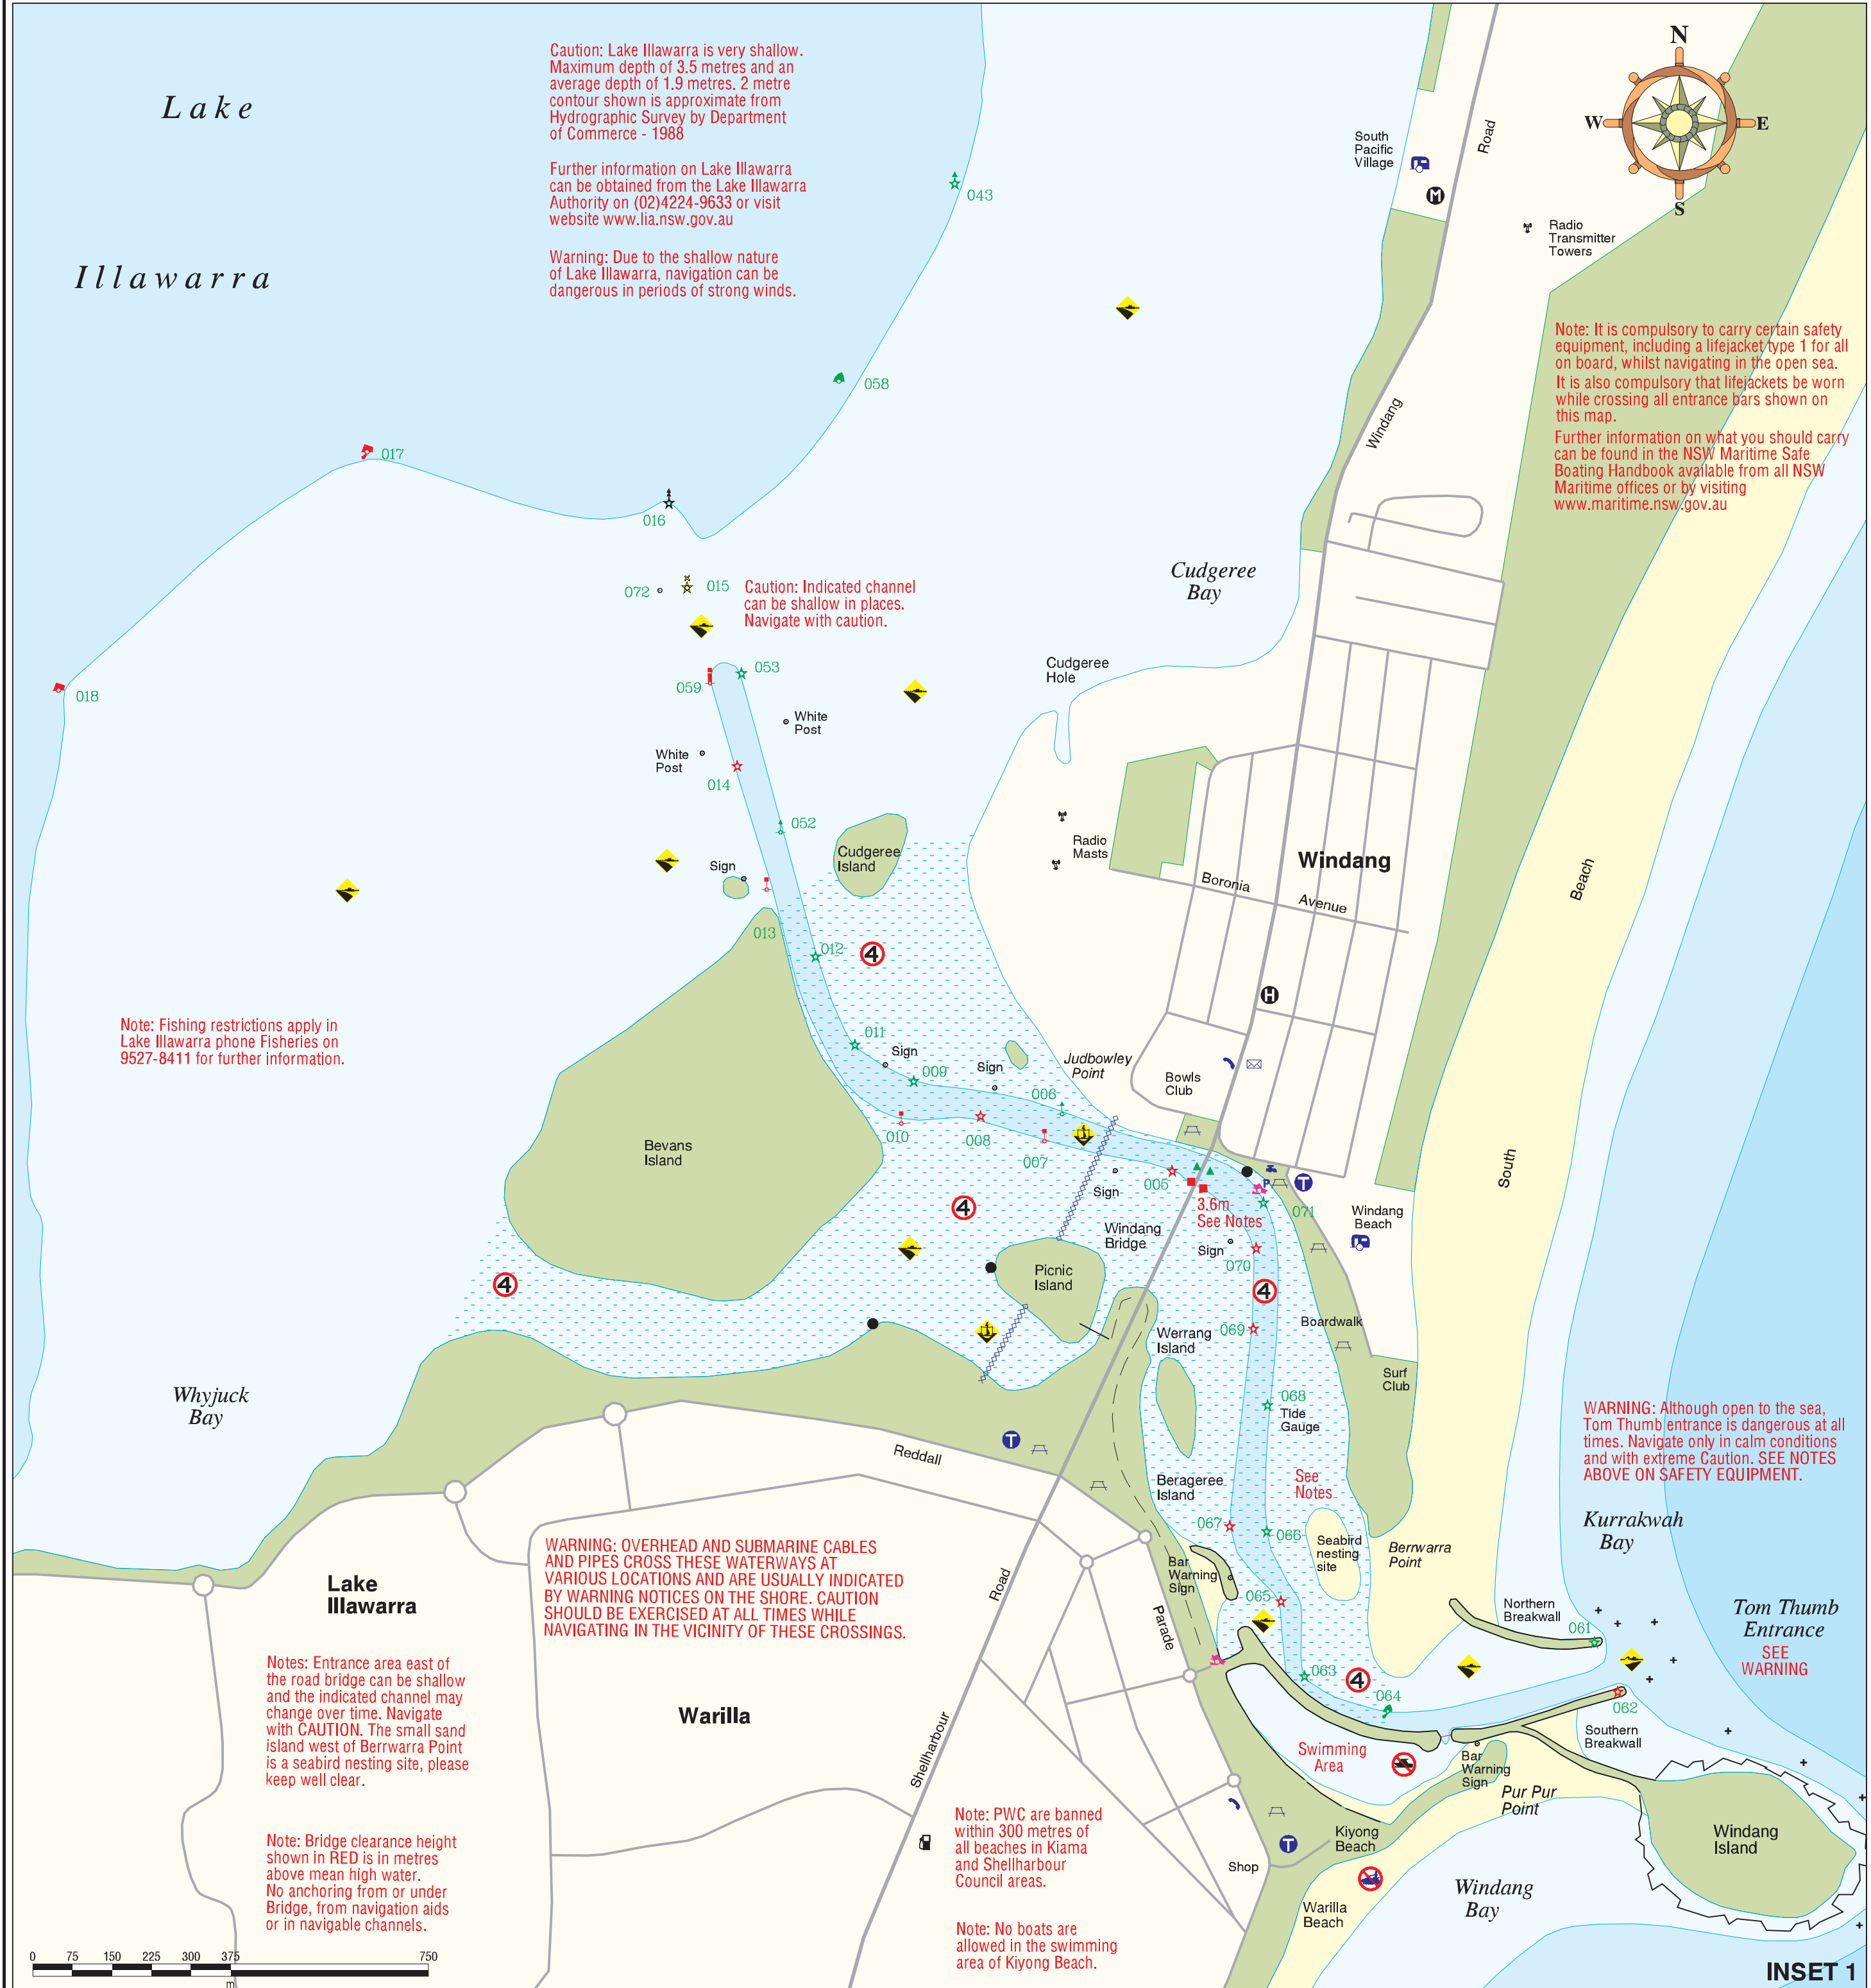 Caution: Lake Illawarra is very shallow.
Maximum depth of 3.5 metres and an
average depth of 1.9 metres. 2 metre
contour shown is approximate from
Hydrographic Survey by Department
of Commerce - 1988
Further information on Lake Illawarra
can be obtained from the Lake Illawarra
Authority on (02)4224-9633 or visit
website www.lia.nsw.gov.au
Warning: Due to the shallow nature
of Lake Illawarra, navigation can be
dangerous in periods of strong winds.
Lake
Illawarra
N
W
E
S
South
Pacific
Village
M
Road
Radio
Transmitter
Towers
043
058
017
016
018
Note: It is compulsory to carry certain safety
equipment, including a lifejacket type 1 for all
on board, whilst navigating in the open sea.
It is also compulsory that lifejackets be worn
while crossing all entrance bars shown on
this map.
Further information on what you should carry
can be found in the NSW Maritime Safe
Boating Handbook available from all NSW
Maritime offices or by visiting
www.maritime.nsw.gov.au
Windang
Cudgeree
Bay
072
015
Caution: Indicated channel
can be shallow in places.
Navigate with caution.
053
059
Cudgeree
Hole
White
Post
White
Post
014
052
Cudgeree
Island
Sign
013
012
4
Radio
Masts
Windang
Boronia
Avenue
Beach
H
Note: Fishing restrictions apply in
Lake Illawarra phone Fisheries on
9527-8411 for further information.
011
Sign
009
Sign
Judbowley
Point
Bowls
Club
006
010
008
007
Bevans
Island
005
Sign
3.6m
See Notes
P
T
071
Windang
Beach
South
4
Windang
Bridge
Sign
070
Picnic
Island
4
4
Werrang
Island
069
Boardwalk
Surf
Club
068
Tide
Gauge
Whyjuck
Bay
Reddall
T
Berageree
Island
See
Notes
WARNING: Although open to the sea,
Tom Thumb entrance is dangerous at all
times. Navigate only in calm conditions
and with extreme Caution. SEE NOTES
ABOVE ON SAFETY EQUIPMENT.
Kurrakwah
Bay
067
066
Seabird
nesting
site
Berrwarra
Point
Bar
Warning
Sign
065
WARNING: OVERHEAD AND SUBMARINE CABLES
AND PIPES CROSS THESE WATERWAYS AT
VARIOUS LOCATIONS AND ARE USUALLY INDICATED
BY WARNING NOTICES ON THE SHORE. CAUTION
SHOULD BE EXERCISED AT ALL TIMES WHILE
NAVIGATING IN THE VICINITY OF THESE CROSSINGS.
Road
Parade
Lake
Illawarra
Northern
Breakwall
061
Tom Thumb
Entrance
SEE
WARNING
Notes: Entrance area east of
the road bridge can be shallow
and the indicated channel may
change over time. Navigate
with CAUTION. The small sand
island west of Berrwarra Point
is a seabird nesting site, please
keep well clear.
Warilla
Shellharbour
063
4
064
062
Southern
Breakwall
Swimming
Area
Bar
Warning
Sign
Pur Pur
Point
Note: Bridge clearance height
shown in RED is in metres
above mean high water.
No anchoring from or under
Bridge, from navigation aids
or in navigable channels.
Note: PWC are banned
within 300 metres of
all beaches in Kiama
and Shellharbour
Council areas.
Note: No boats are
allowed in the swimming
area of Kiyong Beach.
T
Kiyong
Beach
Shop
Warilla
Beach
Windang
Bay
Windang
Island
0 75 150 225 300 375 750
m
INSET 1